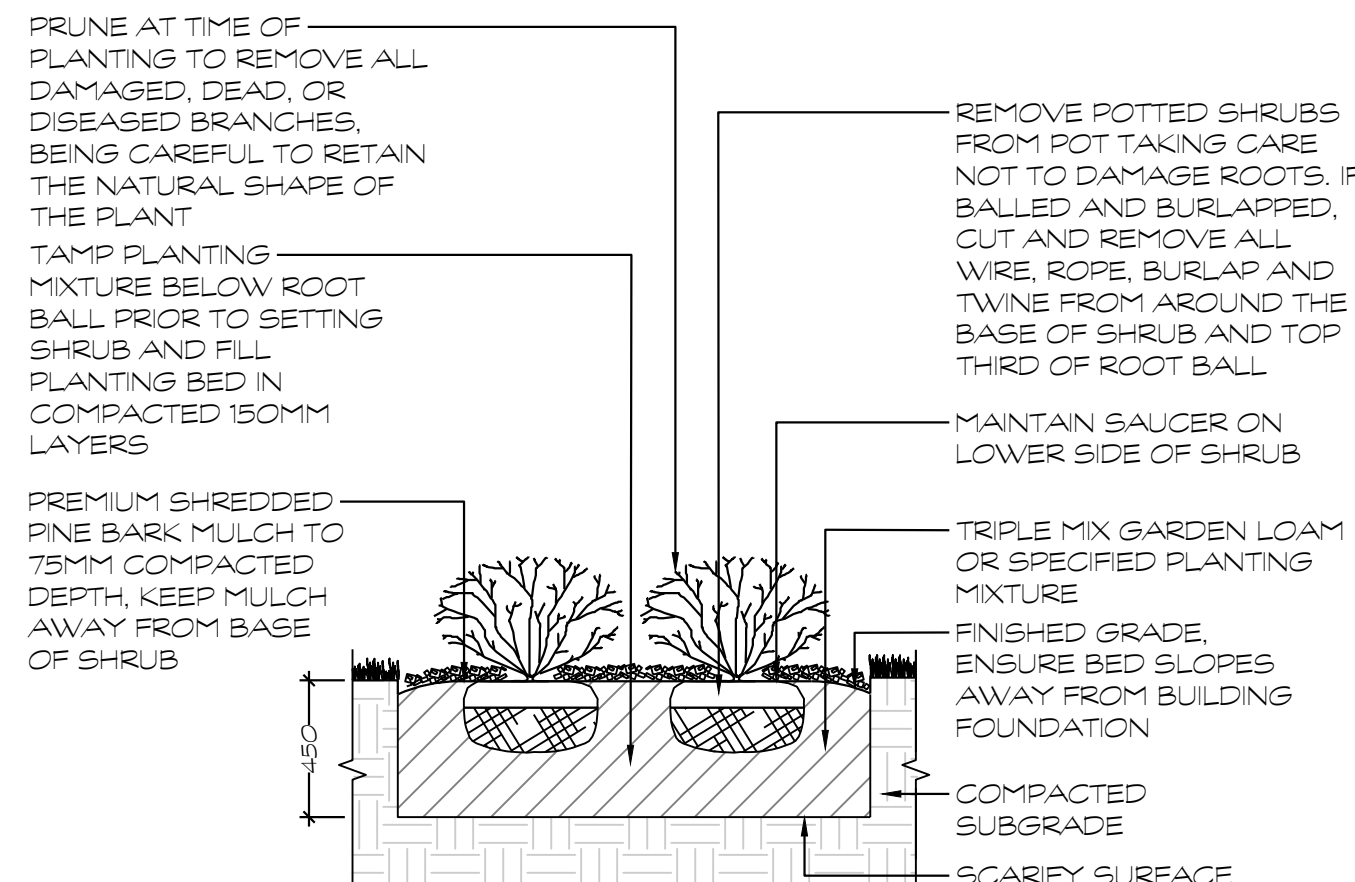 PRUNE AT TIME OF
PLANTING TO REMOVE ALL
DAMAGED, DEAD, OR
DISEASED BRANCHES,
BEING CAREFUL TO RETAIN
THE NATURAL SHAPE OF
THE PLANT
TAMP PLANTING
MIXTURE BELOW ROOT
BALL PRIOR TO SETTING
SHRUB AND FILL
PLANTING BED IN
COMPACTED 150MM
LAYERS
PREMIUM SHREDDED
PINE BARK MULCH TO
75MM COMPACTED
DEPTH, KEEP MULCH
AWAY FROM BASE
OF SHRUB
450
REMOVE POTTED SHRUBS
FROM POT TAKING CARE
NOT TO DAMAGE ROOTS. IF
BALLED AND BURLAPPED,
CUT AND REMOVE ALL
WIRE, ROPE, BURLAP AND
TWINE FROM AROUND THE
BASE OF SHRUB AND TOP
THIRD OF ROOT BALL
MAINTAIN SAUCER ON
LOWER SIDE OF SHRUB
TRIPLE MIX GARDEN LOAM
OR SPECIFIED PLANTING
MIXTURE
FINISHED GRADE,
ENSURE BED SLOPES
AWAY FROM BUILDING
FOUNDATION
COMPACTED
SUBGRADE
SCARIFY SURFACE